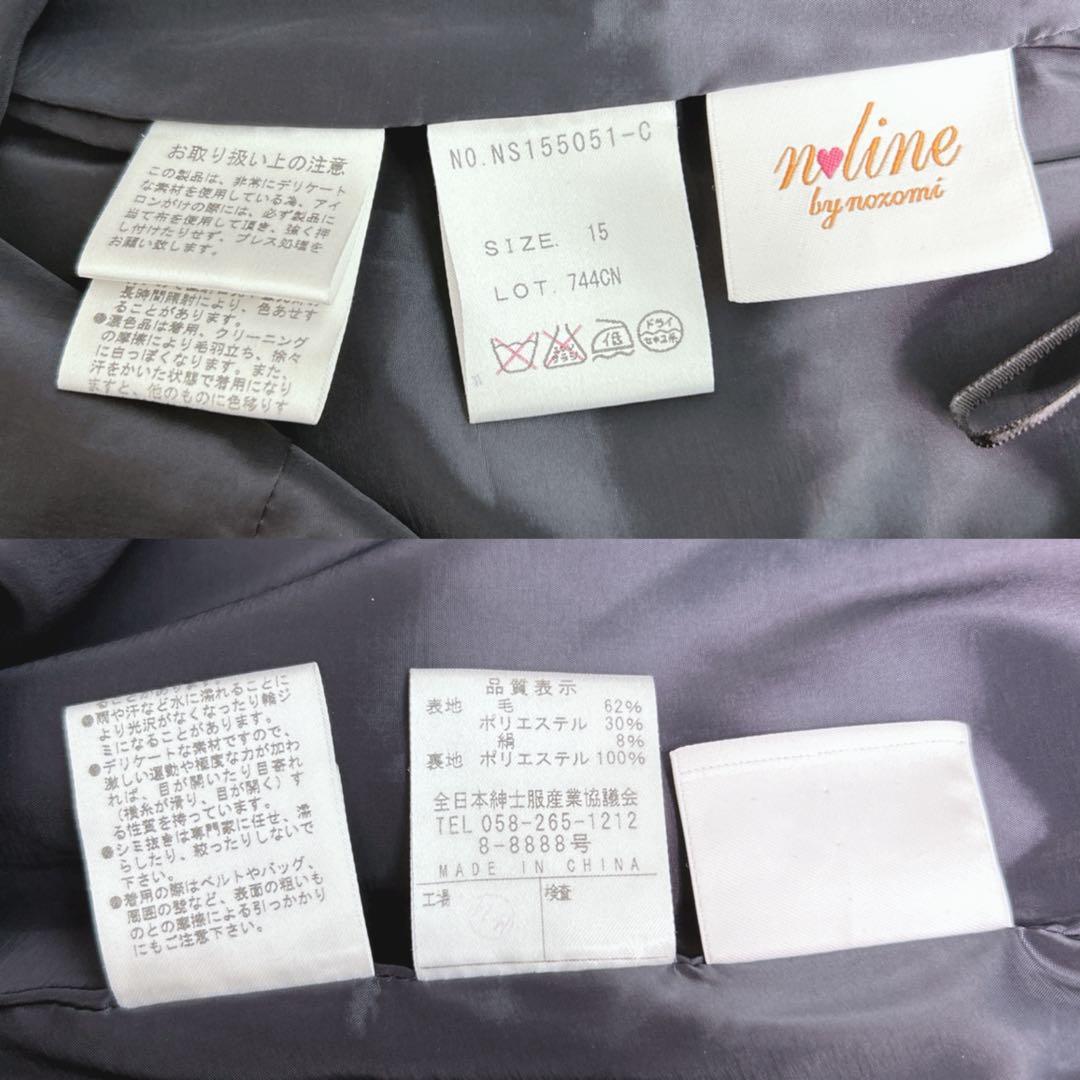 お取り扱い上の注意
この製品は、非常にデリケート
な素材を使用している為、アイ
ロンがけの際には、必ず製品に
当て布を使用して頂き、強く押
し付けたりせず、プレス処理を
お願い致します。
長時間照射により、色あせす
ることがあります。
●濃色品は着用、クリーニング
の摩擦により毛羽立ち、徐々
に白っぽくなります。また、
汗をかいた状態で着用になり
ますと、他のものに色移りす
NO.NS155051-C
SIZE. 15
LOT.744CN
エンソ
サラシ
低
ドライ
セキユ系
n♥line
by nozomi
●雨や汗など水に濡れることに
より光沢がなくなったり輪ジ
ミになることがあります。
●デリケートな素材ですので、
激しい運動や極度な力が加わ
れば、目が開いたり目寄れ
(横糸が滑り、目が開く)す
る性質を持っています。
●シミ抜きは専門家に任せ、濡
らしたり、絞ったりしないで
下さい。
●着用の際はベルトやバッグ、
周囲の壁など、表面の粗いも
のとの摩擦による引っかかり
にもご注意下さい。
品質表示
表地 毛 62%
ポリエステル 30%
絹 8%
裏地 ポリエステル 100%
全日本紳士服産業協議会
TEL 058-265-1212
8-8888号
MADE IN CHINA
工場 検査